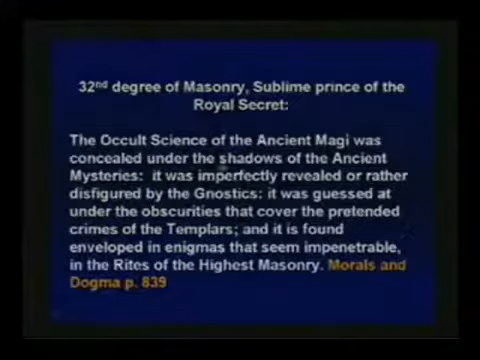 32nd degree of Masonry, Sublime prince of the
Royal Secret:
The Occult Science of the Ancient Magi was
concealed under the shadows of the Ancient
Mysteries: it was imperfectly revealed or rather
disfigured by the Gnostics: it was guessed at
under the obscurities that cover the pretended
crimes of the Templars; and it is found
enveloped in enigmas that seem impenetrable,
in the Rites of the Highest Masonry. Morals and
Dogma p. 839